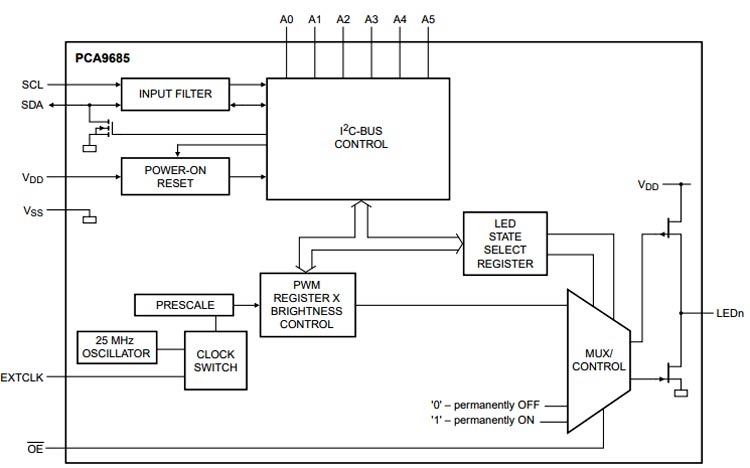 A0 A1 A2 A3 A4 A5
PCA9685
SCL
SDA
INPUT FILTER
I²C-BUS
CONTROL
POWER-ON
RESET
VDD
VSS
VDD
LED
STATE
SELECT
REGISTER
PWM
REGISTER X
BRIGHTNESS
CONTROL
PRESCALE
25 MHz
OSCILLATOR
CLOCK
SWITCH
EXTCLK
MUX/
CONTROL
LEDn
'0' – permanently OFF
'1' – permanently ON
O̅E̅